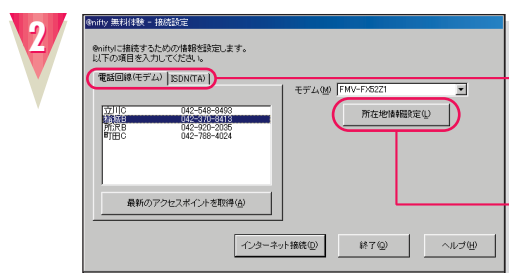 2
@nifty 無料体験 - 接続設定
@niftyに接続するための情報を設定します。
以下の項目を入力してください。
電話回線(モデム) ISDN(TA)
モデム(M) FMV-FX52Z1
所在地情報設定(L)
立川C 042-548-8493
稲城B 042-370-8413
所沢B 042-920-2035
町田C 042-788-4024
最新のアクセスポイントを取得(A)
インターネット接続(D) 終了(Q) ヘルプ(H)